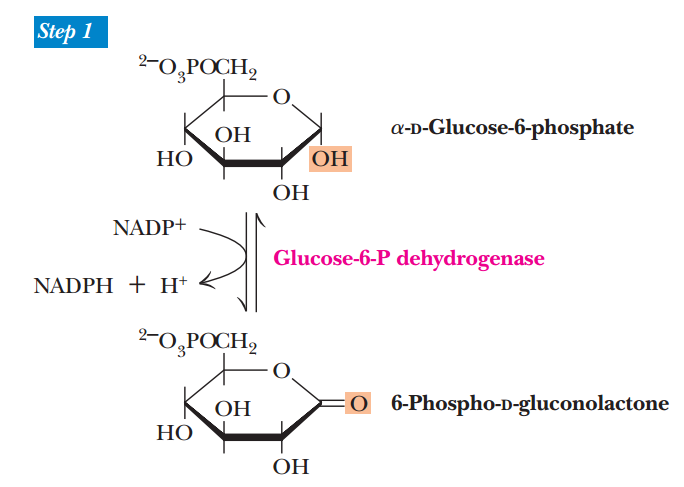 Step 1
²⁻O₃POCH₂
O
OH
HO
OH
OH
α-D-Glucose-6-phosphate
NADP+
NADPH + H⁺
Glucose-6-P dehydrogenase
²⁻O₃POCH₂
O
OH
HO
OH
O
6-Phospho-D-gluconolactone